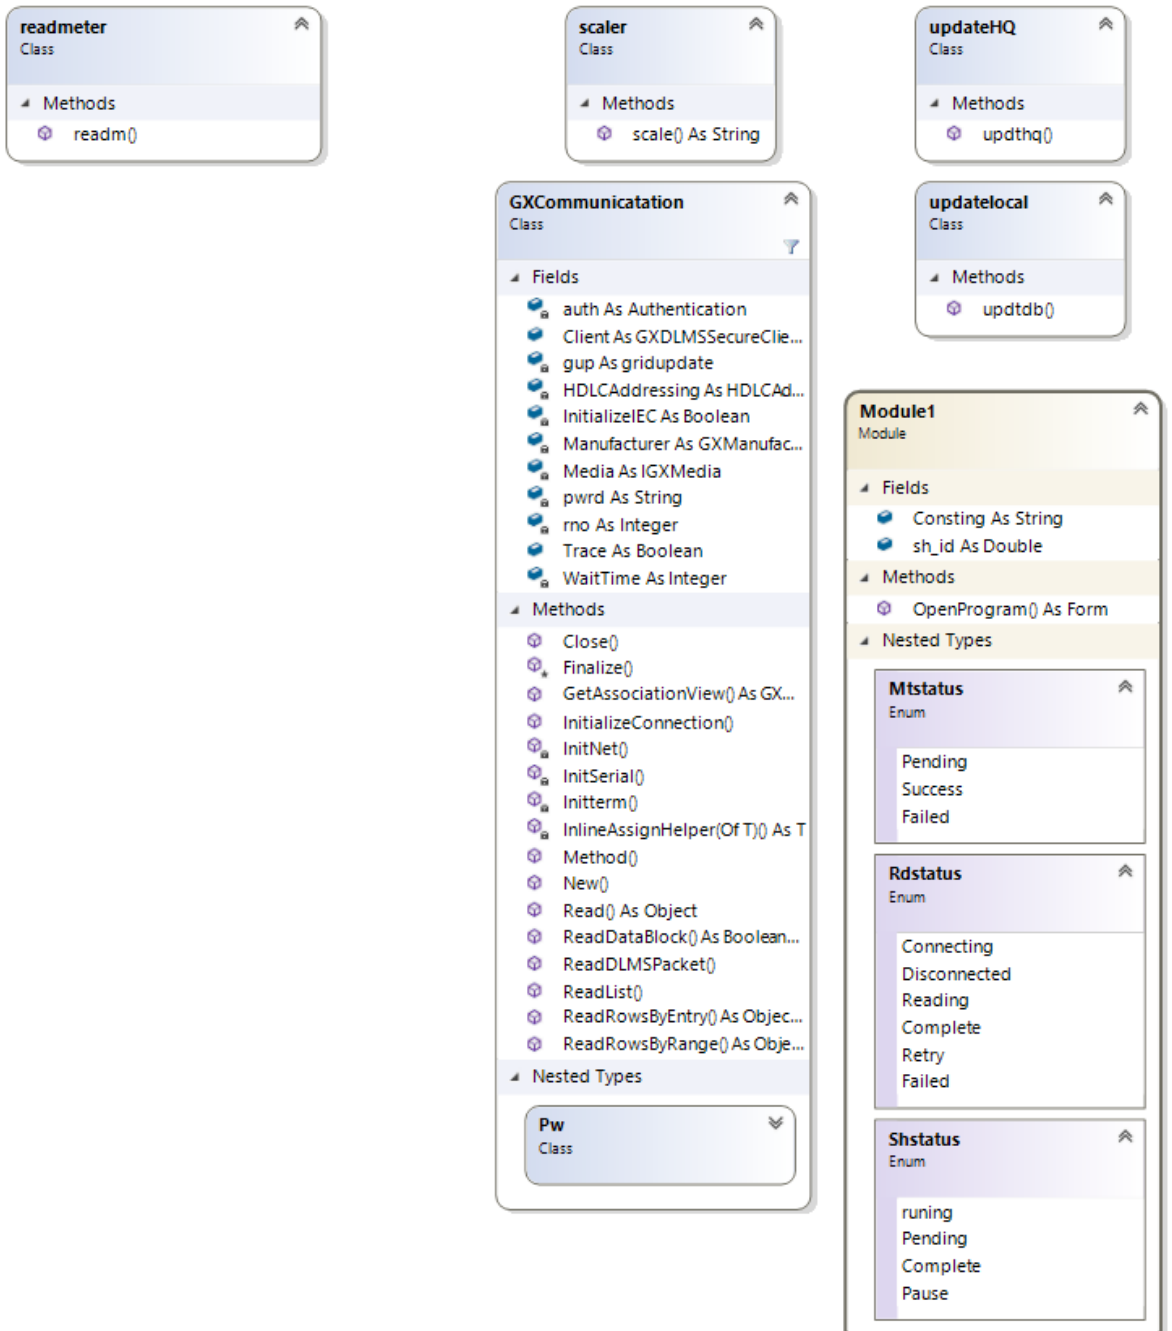 readmeter
Class
Methods
readm()
scaler
Class
Methods
scale() As String
updateHQ
Class
Methods
updthq()
GXCommunicatation
Class
Fields
auth As Authentication
Client As GXDLMSSecureClie...
gup As gridupdate
HDLCAddressing As HDLCAd...
InitializeIEC As Boolean
Manufacturer As GXManufac...
Media As IGXMedia
pwrd As String
rno As Integer
Trace As Boolean
WaitTime As Integer
Methods
Close()
Finalize()
GetAssociationView() As GX...
InitializeConnection()
InitNet()
InitSerial()
Initterm()
InlineAssignHelper(Of T)() As T
Method()
New()
Read() As Object
ReadDataBlock() As Boolean...
ReadDLMSPacket()
ReadList()
ReadRowsByEntry() As Objec...
ReadRowsByRange() As Obje...
Nested Types
Pw
Class
updatelocal
Class
Methods
updtdb()
Module1
Module
Fields
Consting As String
sh_id As Double
Methods
OpenProgram() As Form
Nested Types
Mtstatus
Enum
Pending
Success
Failed
Rdstatus
Enum
Connecting
Disconnected
Reading
Complete
Retry
Failed
Shstatus
Enum
runing
Pending
Complete
Pause